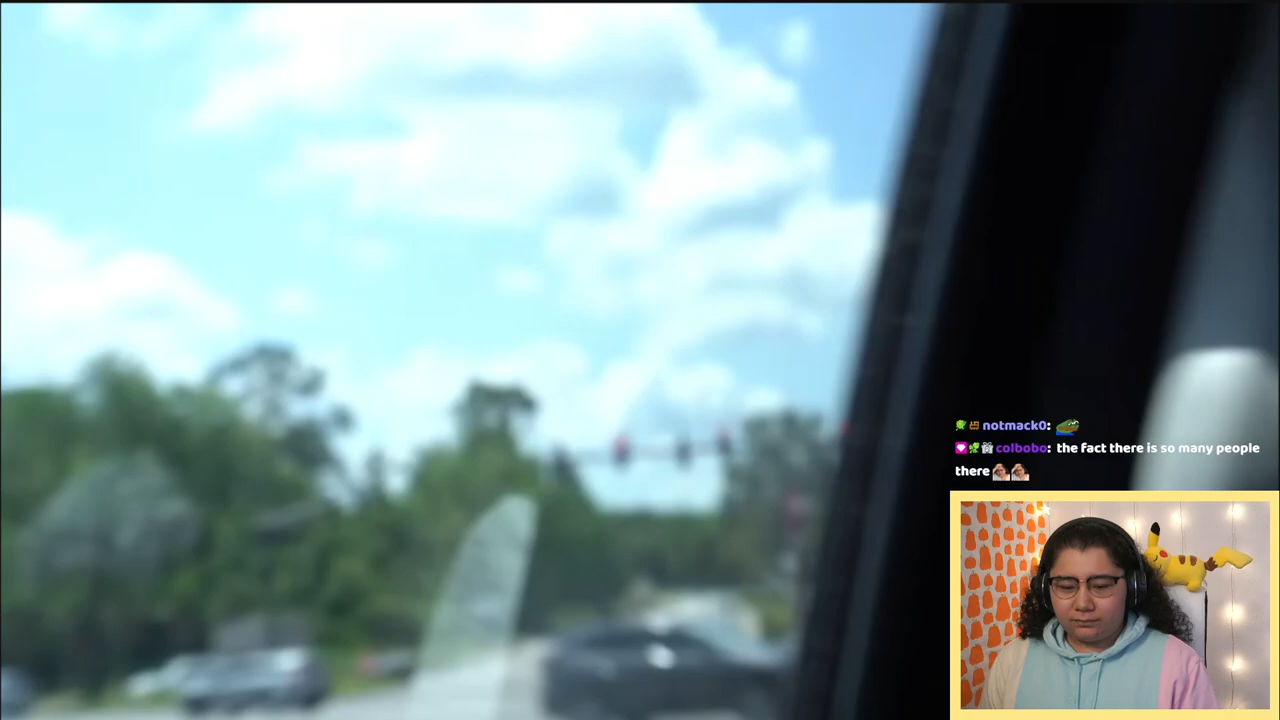 notmack0:
colbobo: the fact there is so many people
there